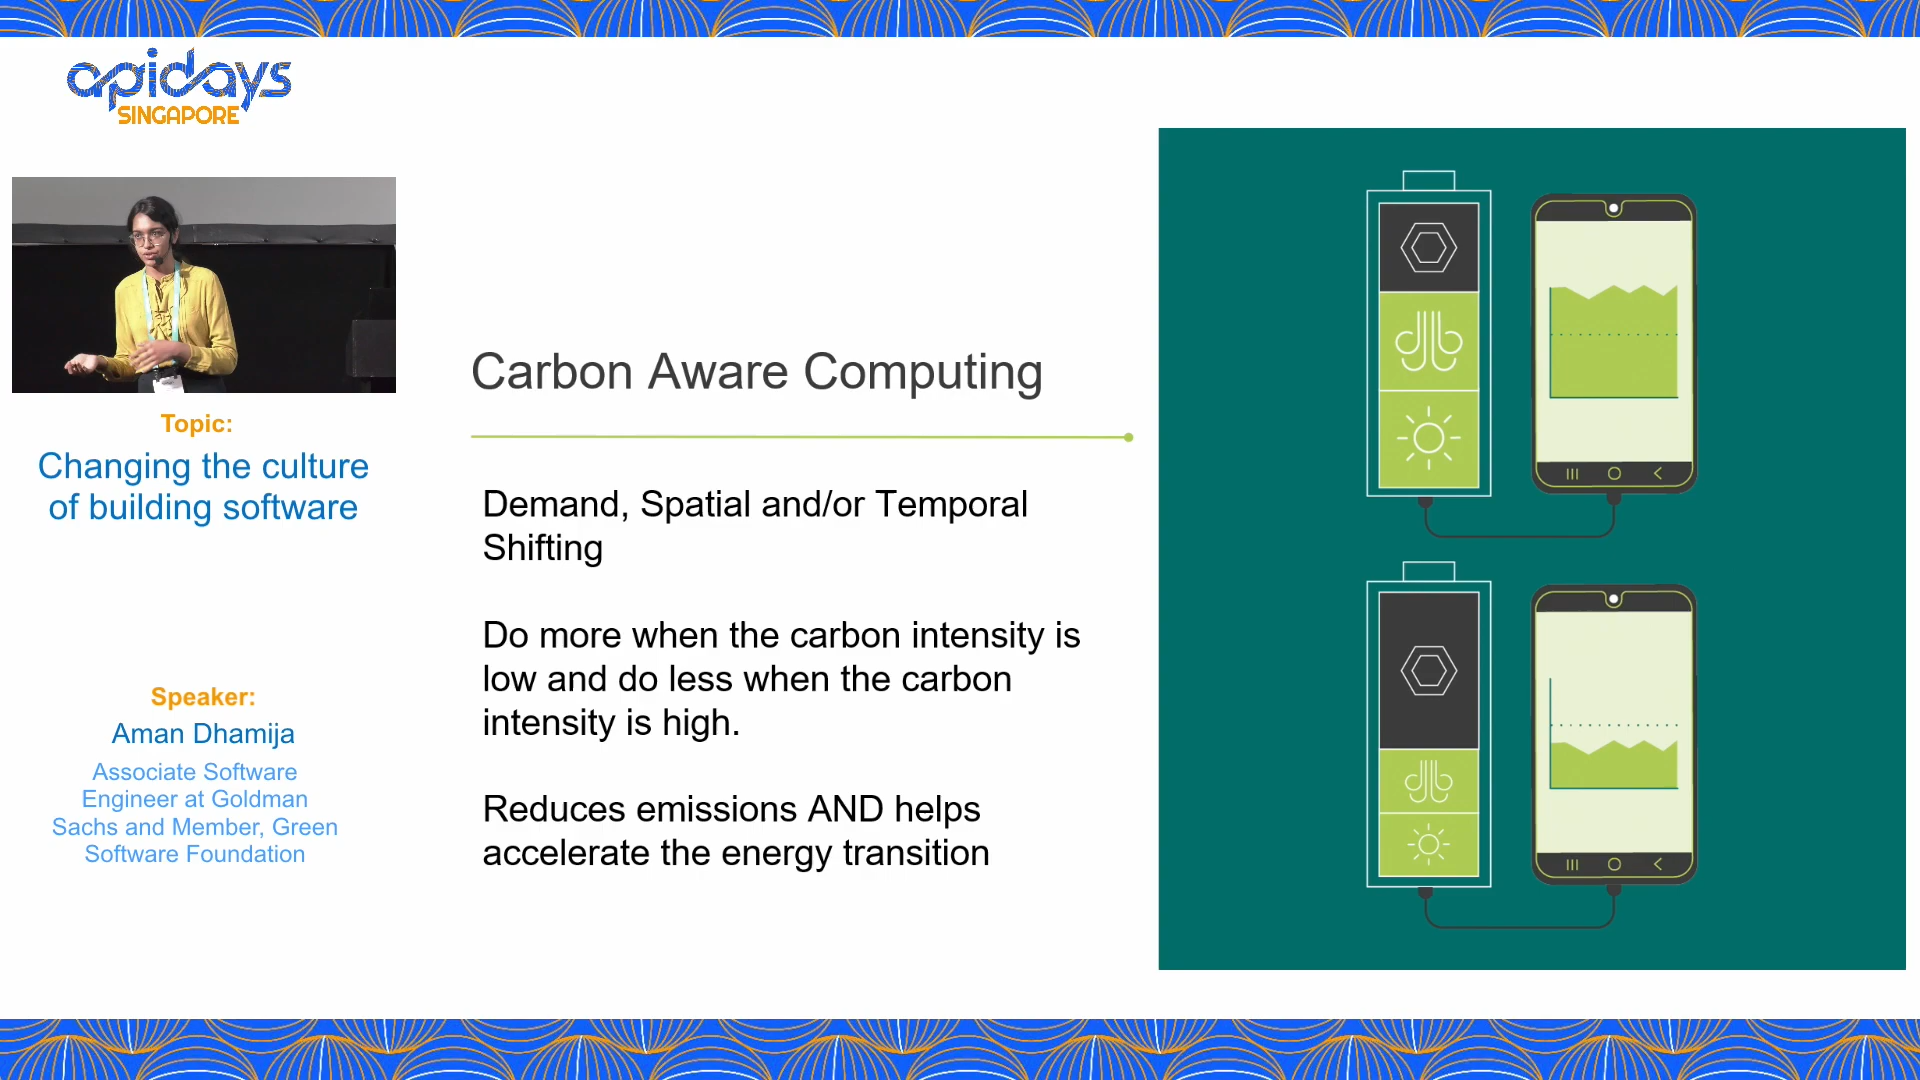 apidays
SINGAPORE
Topic:
Changing the culture
of building software
Speaker:
Aman Dhamija
Associate Software
Engineer at Goldman
Sachs and Member, Green
Software Foundation
Carbon Aware Computing
Demand, Spatial and/or Temporal
Shifting
Do more when the carbon intensity is
low and do less when the carbon
intensity is high.
Reduces emissions AND helps
accelerate the energy transition